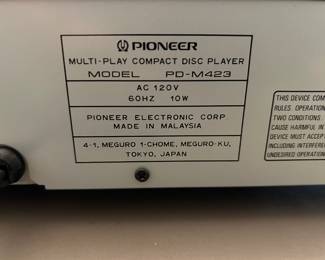 PIONEER
MULTI-PLAY COMPACT DISC PLAYER
MODEL PD-M423
AC 120V
60HZ 10W
PIONEER ELECTRONIC CORP
MADE IN MALAYSIA
4-1, MEGURO 1-CHOME, MEGURO-KU,
TOKYO, JAPAN
THIS DEVICE COM
RULES. OPERATION
TWO CONDITIONS:
CAUSE HARMFUL IN
DEVICE MUST ACCEPT
INCLUDING INTERFERE
UNDESIRED OPERATION